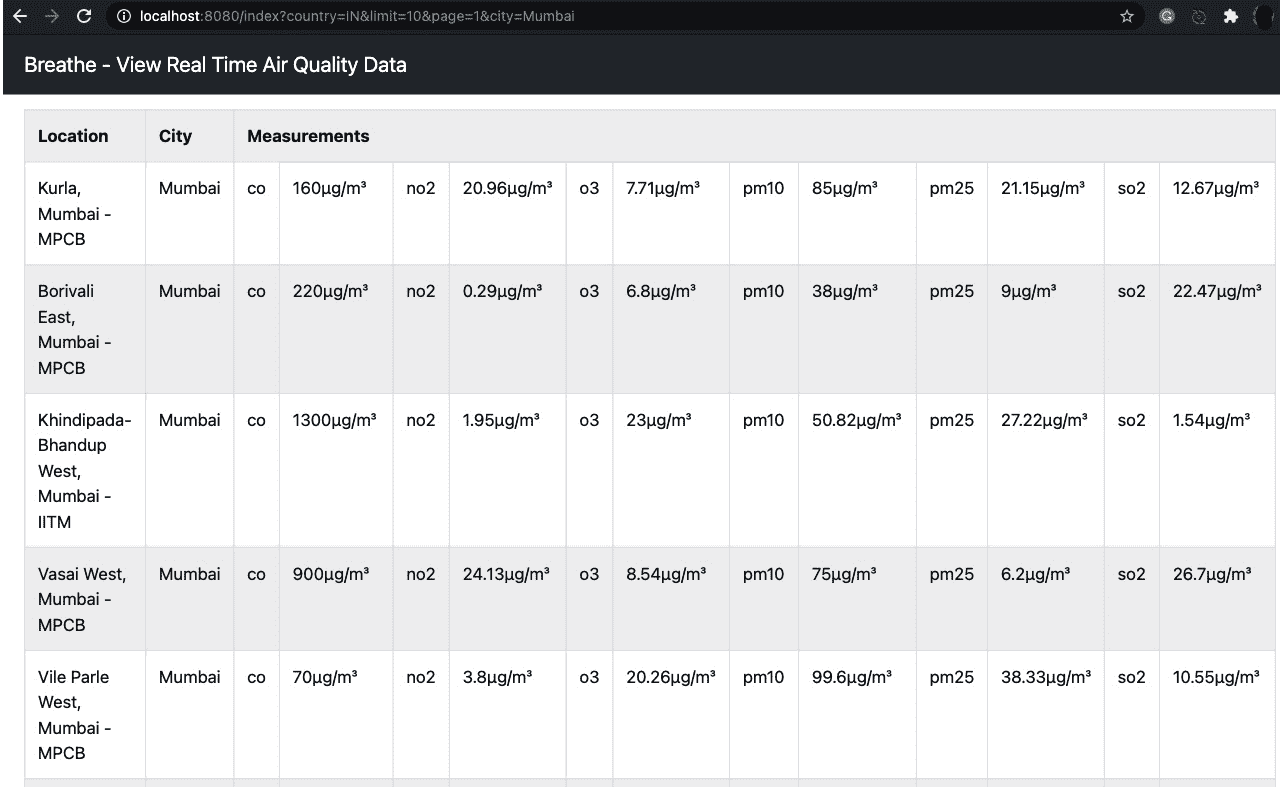 localhost:8080/index?country=IN&limit=10&page=1&city=Mumbai
Breathe - View Real Time Air Quality Data
Location City Measurements
Kurla, Mumbai co 160µg/m³ no2 20.96µg/m³ o3 7.71µg/m³ pm10 85µg/m³ pm25 21.15µg/m³ so2 12.67µg/m³
Mumbai -
MPCB
Borivali Mumbai co 220µg/m³ no2 0.29µg/m³ o3 6.8µg/m³ pm10 38µg/m³ pm25 9µg/m³ so2 22.47µg/m³
East,
Mumbai -
MPCB
Khindipada- Mumbai co 1300µg/m³ no2 1.95µg/m³ o3 23µg/m³ pm10 50.82µg/m³ pm25 27.22µg/m³ so2 1.54µg/m³
Bhandup
West,
Mumbai -
IITM
Vasai West, Mumbai co 900µg/m³ no2 24.13µg/m³ o3 8.54µg/m³ pm10 75µg/m³ pm25 6.2µg/m³ so2 26.7µg/m³
Mumbai -
MPCB
Vile Parle Mumbai co 70µg/m³ no2 3.8µg/m³ o3 20.26µg/m³ pm10 99.6µg/m³ pm25 38.33µg/m³ so2 10.55µg/m³
West,
Mumbai -
MPCB